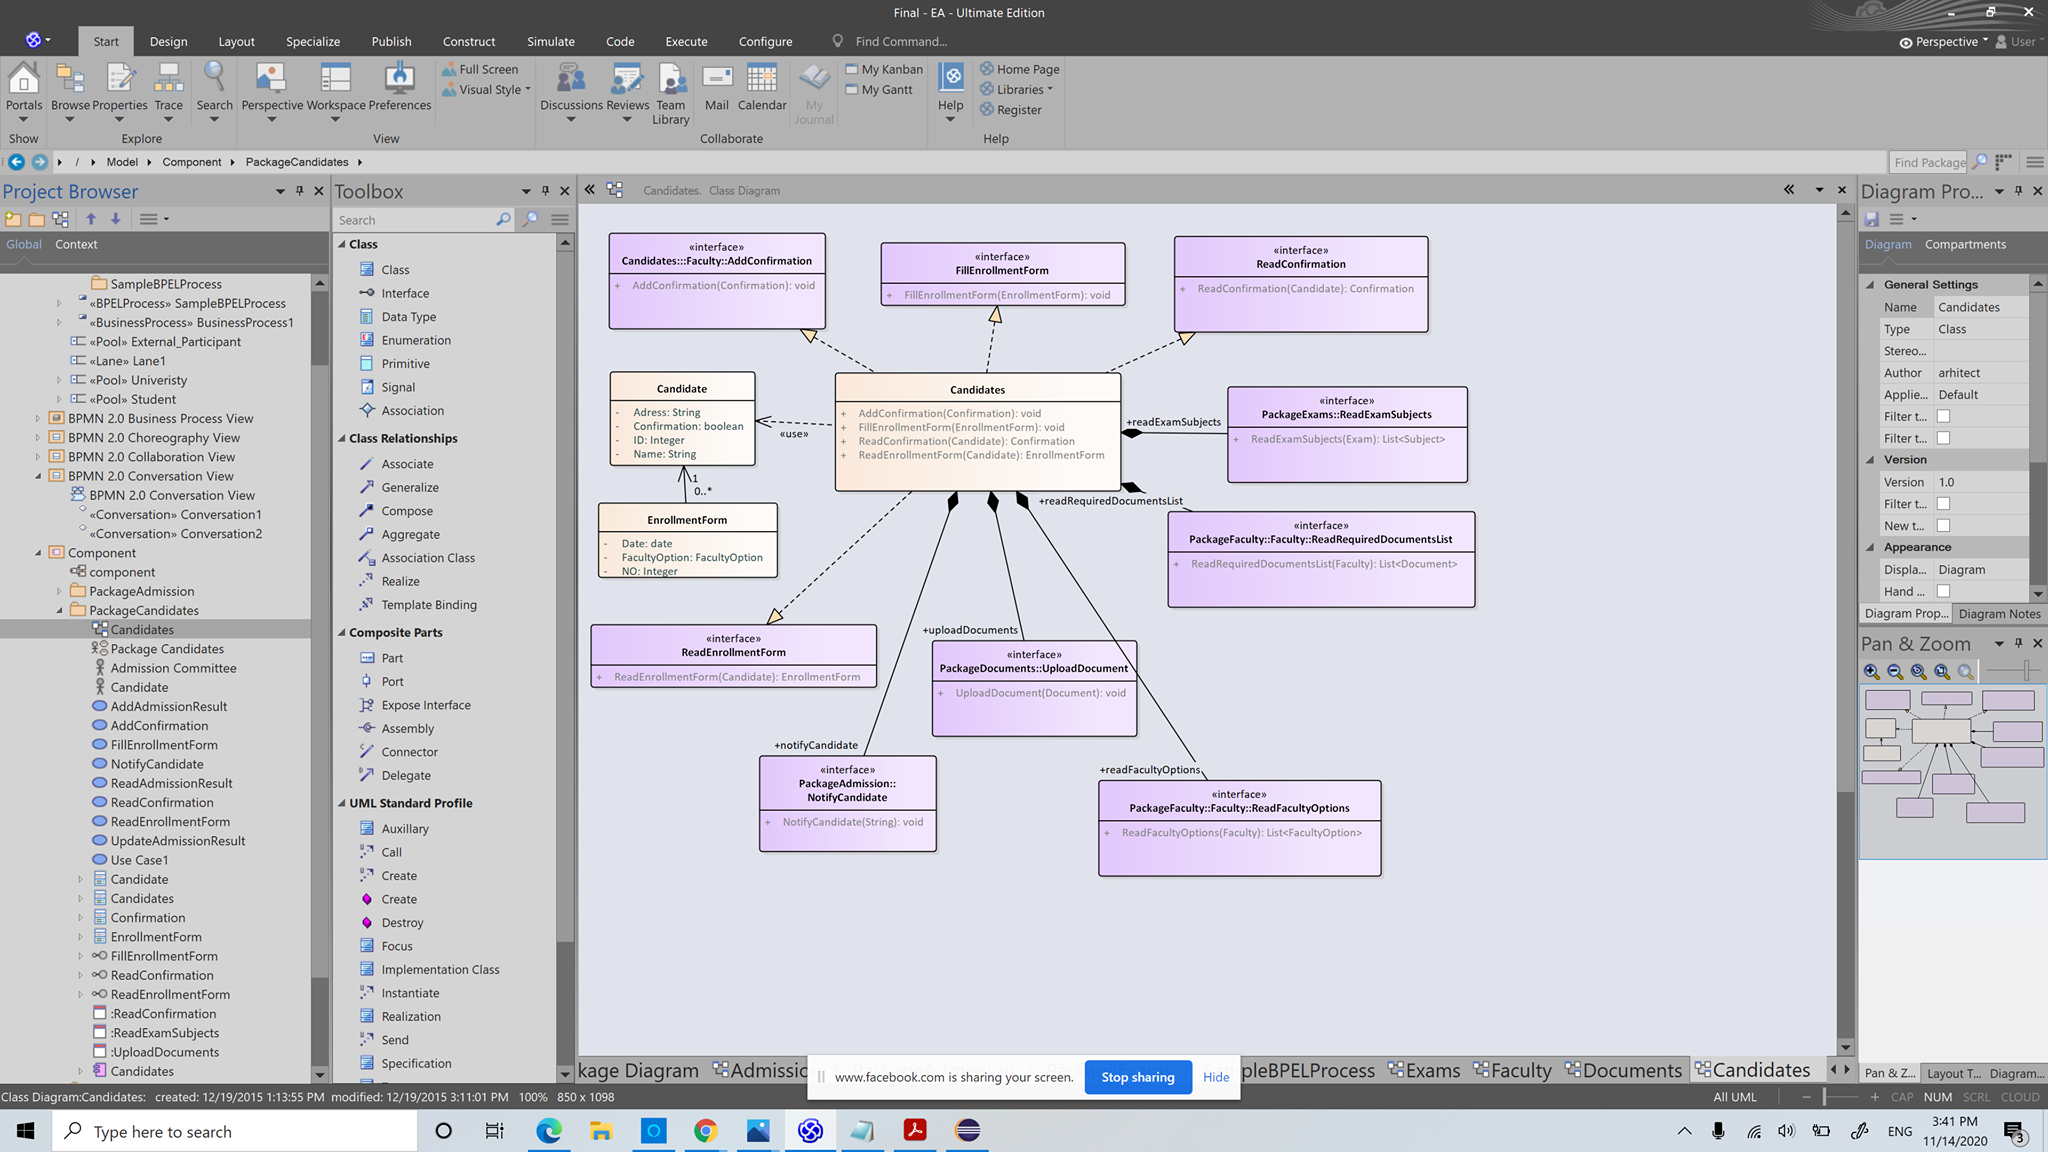 Final - EA - Ultimate Edition
Start Design Layout Specialize Publish Construct Simulate Code Execute Configure Find Command... Perspective User
Portals Browse Properties Trace Search Perspective Workspace Preferences Full Screen Visual Style Discussions Reviews Team Library Mail Calendar My Journal My Kanban My Gantt Help Home Page Libraries Register
Show Explore View Collaborate Help
/ Model Component PackageCandidates Find Package
Project Browser
Global Context
SampleBPELProcess
«BPELProcess» SampleBPELProcess
«BusinessProcess» BusinessProcess1
«Pool» External_Participant
«Lane» Lane1
«Pool» Univeristy
«Pool» Student
BPMN 2.0 Business Process View
BPMN 2.0 Choreography View
BPMN 2.0 Collaboration View
BPMN 2.0 Conversation View
BPMN 2.0 Conversation View
«Conversation» Conversation1
«Conversation» Conversation2
Component
component
PackageAdmission
PackageCandidates
Candidates
Package Candidates
Admission Committee
Candidate
AddAdmissionResult
AddConfirmation
FillEnrollmentForm
NotifyCandidate
ReadAdmissionResult
ReadConfirmation
ReadEnrollmentForm
UpdateAdmissionResult
Use Case1
Candidate
Candidates
Confirmation
EnrollmentForm
FillEnrollmentForm
ReadConfirmation
ReadEnrollmentForm
:ReadConfirmation
:ReadExamSubjects
:UploadDocuments
Candidates
Toolbox
Search
Class
Class
Interface
Data Type
Enumeration
Primitive
Signal
Association
Class Relationships
Associate
Generalize
Compose
Aggregate
Association Class
Realize
Template Binding
Composite Parts
Part
Port
Expose Interface
Assembly
Connector
Delegate
UML Standard Profile
Auxillary
Call
Create
Create
Destroy
Focus
Implementation Class
Instantiate
Realization
Send
Specification
Candidates. Class Diagram
«interface»
Candidates:::Faculty::AddConfirmation
+ AddConfirmation(Confirmation): void
«interface»
FillEnrollmentForm
+ FillEnrollmentForm(EnrollmentForm): void
«interface»
ReadConfirmation
+ ReadConfirmation(Candidate): Confirmation
Candidate
- Adress: String
- Confirmation: boolean
- ID: Integer
- Name: String
«use»
Candidates
+ AddConfirmation(Confirmation): void
+ FillEnrollmentForm(EnrollmentForm): void
+ ReadConfirmation(Candidate): Confirmation
+ ReadEnrollmentForm(Candidate): EnrollmentForm
+readExamSubjects
«interface»
PackageExams::ReadExamSubjects
+ ReadExamSubjects(Exam): List<Subject>
1
0..*
EnrollmentForm
- Date: date
- FacultyOption: FacultyOption
- NO: Integer
+readRequiredDocumentsList
«interface»
PackageFaculty::Faculty::ReadRequiredDocumentsList
+ ReadRequiredDocumentsList(Faculty): List<Document>
«interface»
ReadEnrollmentForm
+ ReadEnrollmentForm(Candidate): EnrollmentForm
+uploadDocuments
«interface»
PackageDocuments::UploadDocument
+ UploadDocument(Document): void
+notifyCandidate
«interface»
PackageAdmission::
NotifyCandidate
+ NotifyCandidate(String): void
+readFacultyOptions
«interface»
PackageFaculty::Faculty::ReadFacultyOptions
+ ReadFacultyOptions(Faculty): List<FacultyOption>
Diagram Pro...
Diagram Compartments
General Settings
Name Candidates
Type Class
Stereo...
Author arhitect
Applie... Default
Filter t...
Filter t...
Version
Version 1.0
Filter t...
New t...
Appearance
Displa... Diagram
Hand ...
Diagram Prop... Diagram Notes
Pan & Zoom
Pan & Z... Layout T... Diagram...
kage Diagram Admissio pleBPELProcess Exams Faculty Documents Candidates
www.facebook.com is sharing your screen. Stop sharing Hide
Class Diagram:Candidates: created: 12/19/2015 1:13:55 PM modified: 12/19/2015 3:11:01 PM 100% 850 x 1098 All UML CAP NUM SCRL CLOUD
Type here to search
ENG 3:41 PM
11/14/2020
3